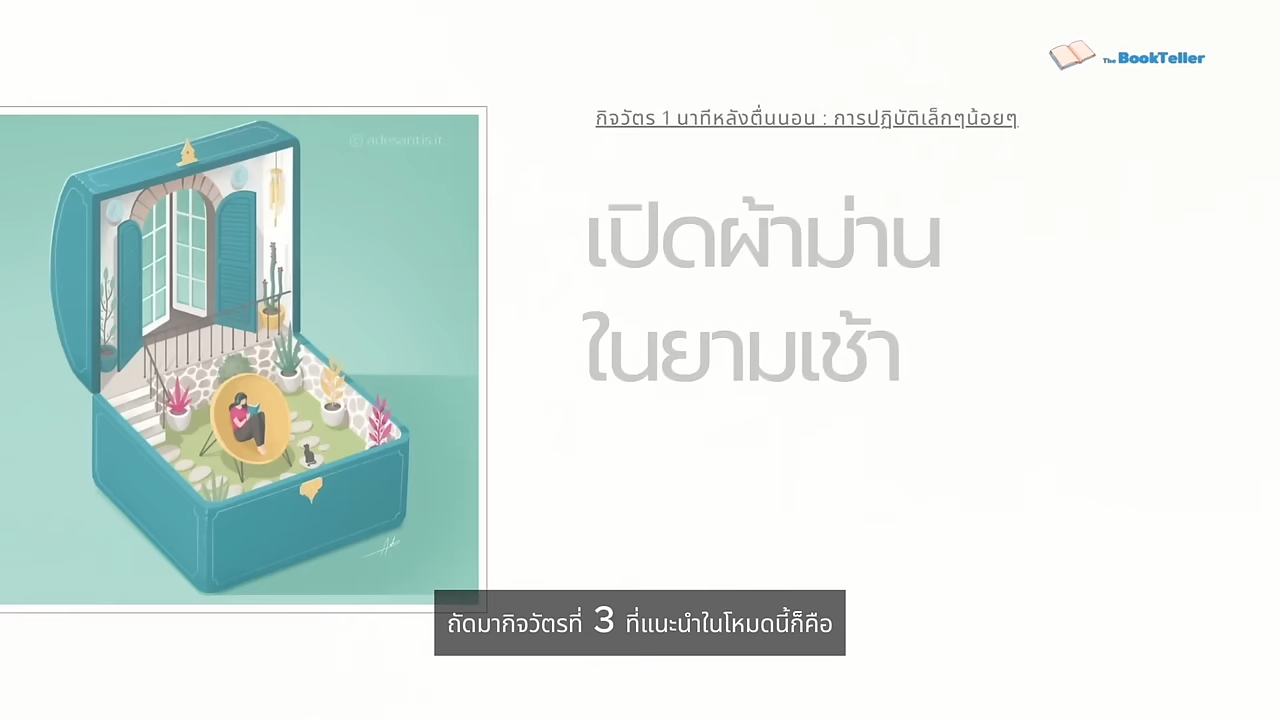 The BookTeller
กิจวัตร 1 นาทีหลังตื่นนอน : การปฏิบัติเล็กๆน้อยๆ
© adesantis.it
เปิดผ้าม่าน
ในยามเช้า
ถัดมากิจวัตรที่ 3 ที่แนะนำในโหมดนี้ก็คือ